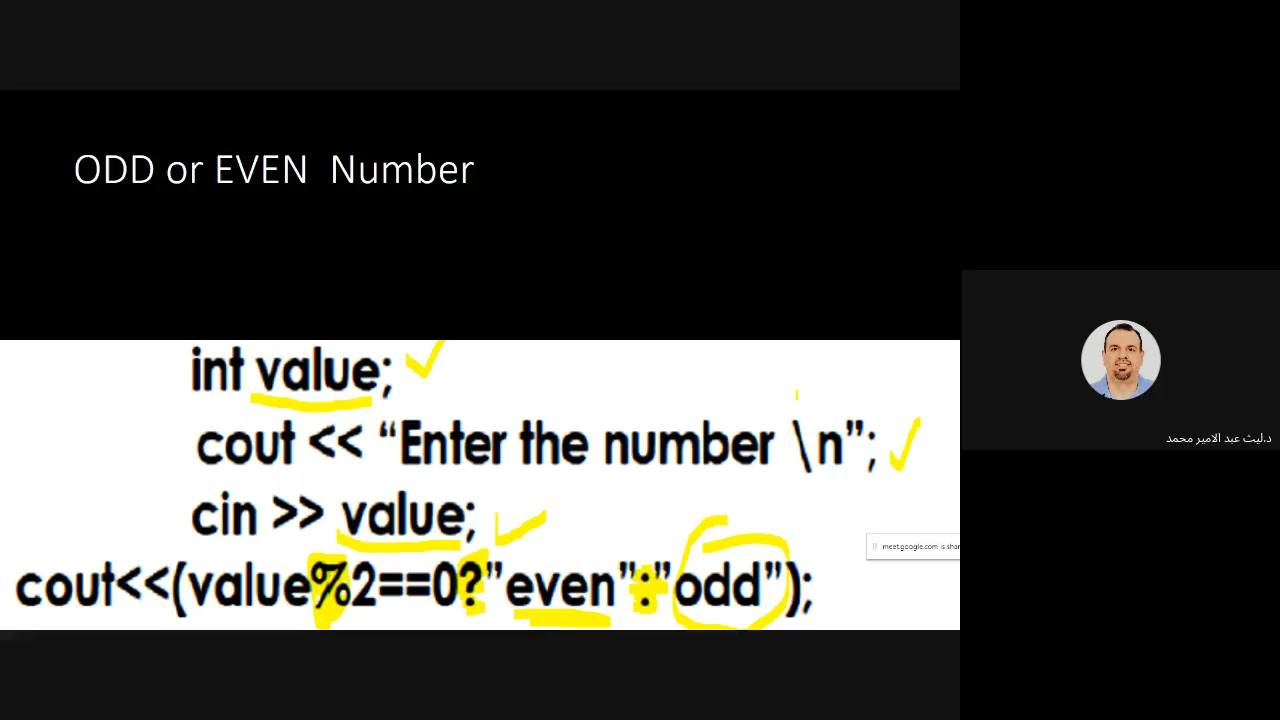 ODD or EVEN Number
int value;
cout << “Enter the number \n”;
cin >> value;
cout<<(value%2==0?”even”:”odd”);
meet.google.com is shar
د.ليث عبد الامير محمد